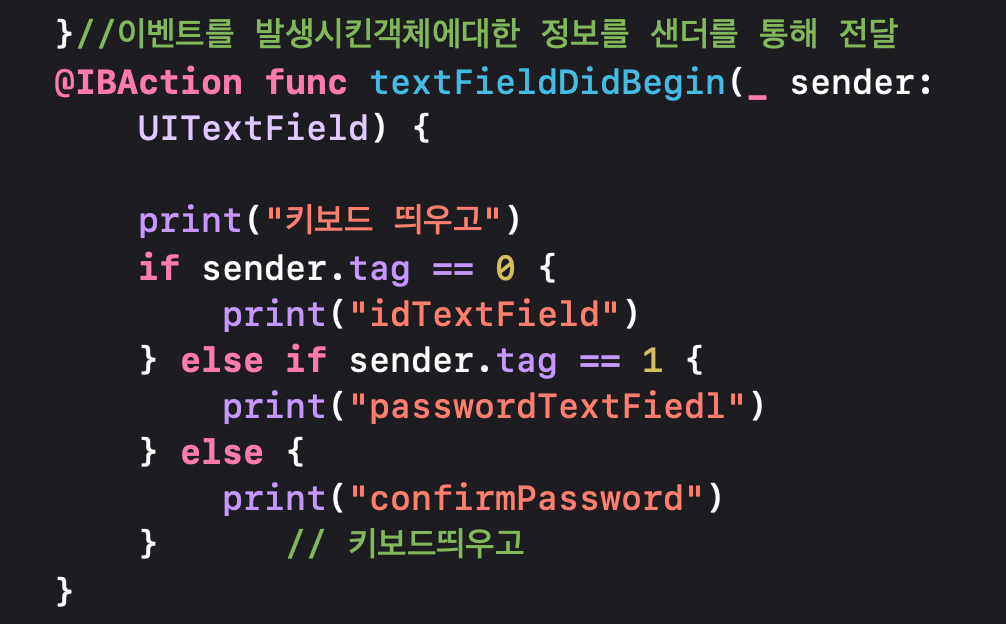 }//이벤트를 발생시킨객체에대한 정보를 샌더를 통해 전달
@IBAction func textFieldDidBegin(_ sender:
UITextField) {
print("키보드 띄우고")
if sender.tag == 0 {
print("idTextField")
} else if sender.tag == 1 {
print("passwordTextFiedl")
} else {
print("confirmPassword")
} // 키보드띄우고
}